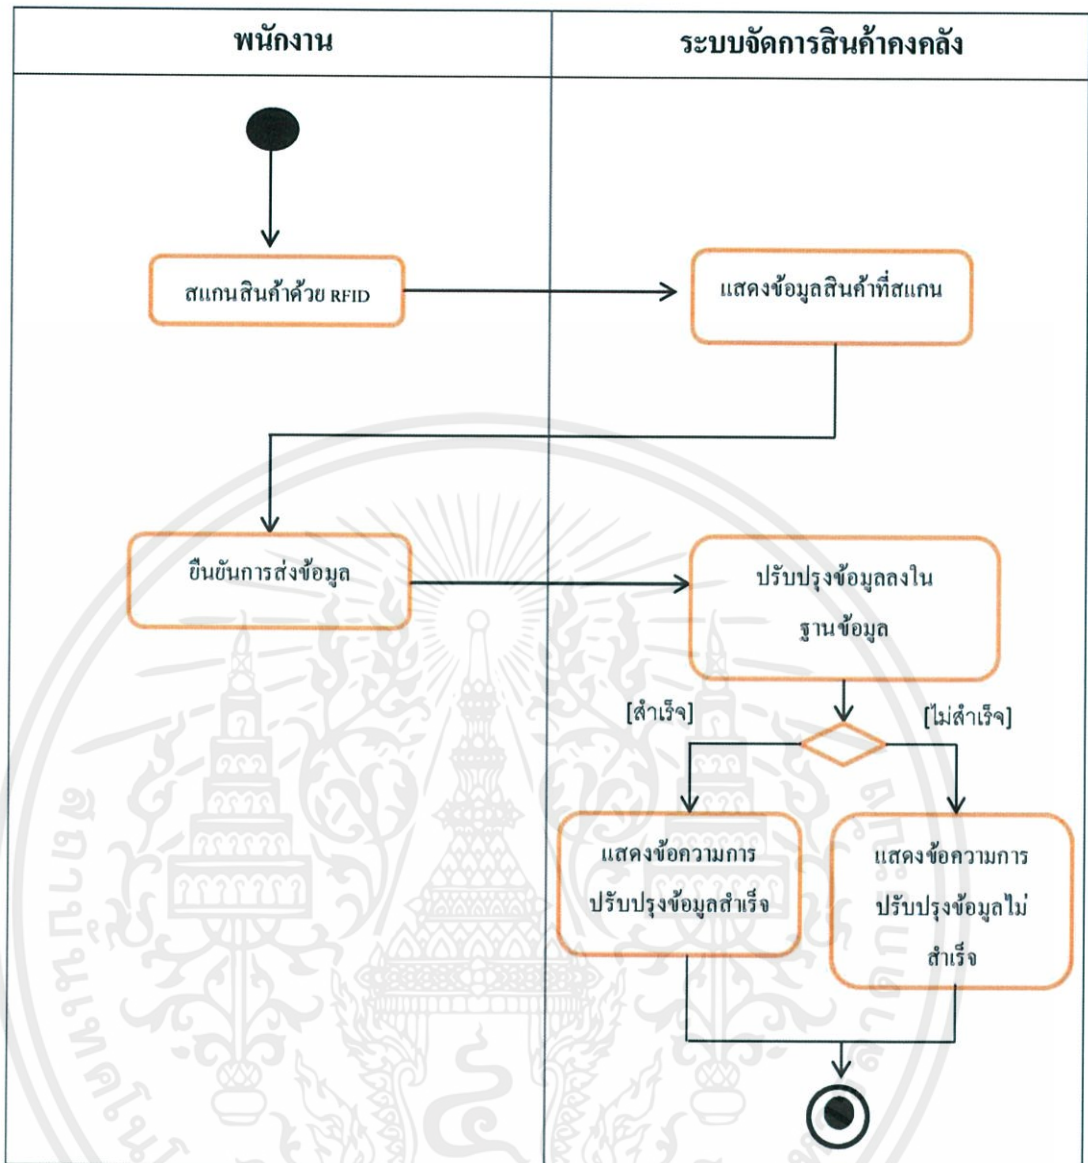 พนักงาน
ระบบจัดการสินค้าคงคลัง
สแกนสินค้าด้วย RFID
แสดงข้อมูลสินค้าที่สแกน
ยืนยันการส่งข้อมูล
ปรับปรุงข้อมูลลงใน
ฐานข้อมูล
[สำเร็จ]
[ไม่สำเร็จ]
แสดงข้อความการ
ปรับปรุงข้อมูลสำเร็จ
แสดงข้อความการ
ปรับปรุงข้อมูลไม่
สำเร็จ